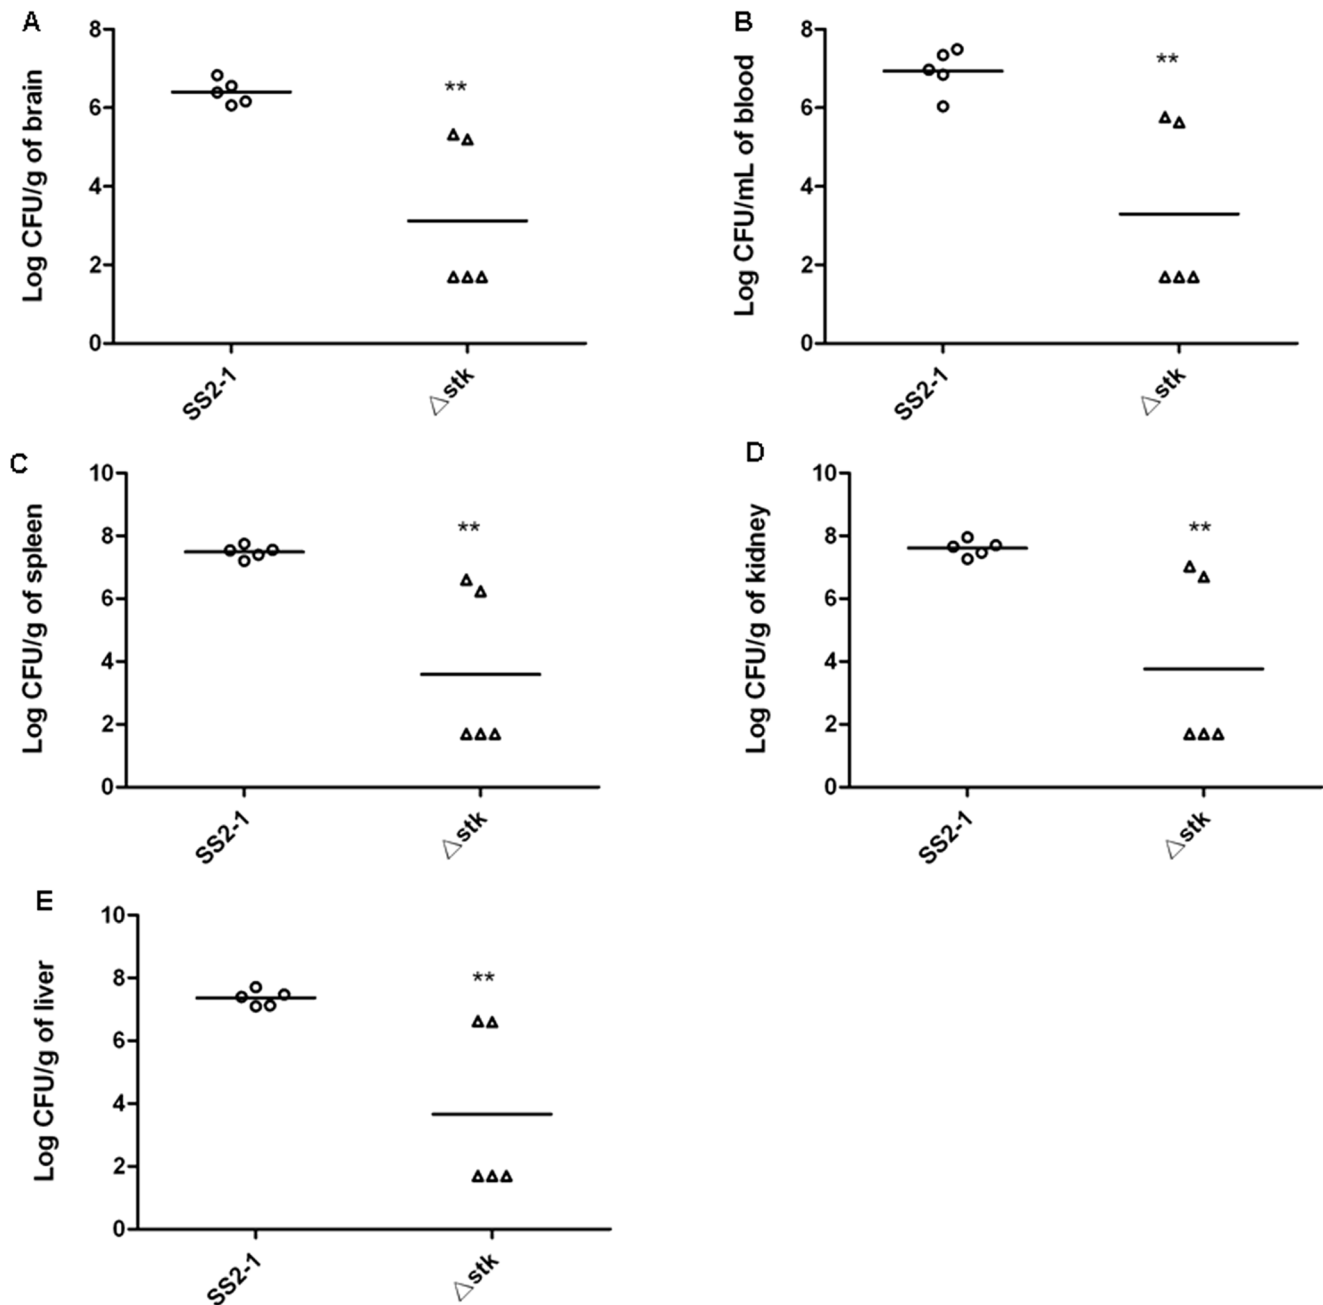 A
Log CFU/g of brain
8
6
4
2
0
**
SS2-1
△stk
B
Log CFU/mL of blood
8
6
4
2
0
**
SS2-1
△stk
C
Log CFU/g of spleen
10
8
6
4
2
0
**
SS2-1
△stk
D
Log CFU/g of kidney
10
8
6
4
2
0
**
SS2-1
△stk
E
Log CFU/g of liver
10
8
6
4
2
0
**
SS2-1
△stk